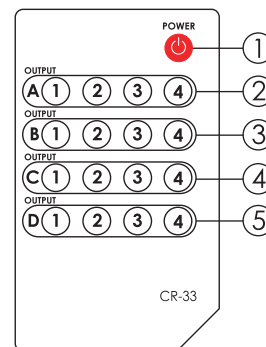 POWER
1
OUTPUT
A 1 2 3 4 2
OUTPUT
B 1 2 3 4 3
OUTPUT
C 1 2 3 4 4
OUTPUT
D 1 2 3 4 5
CR-33